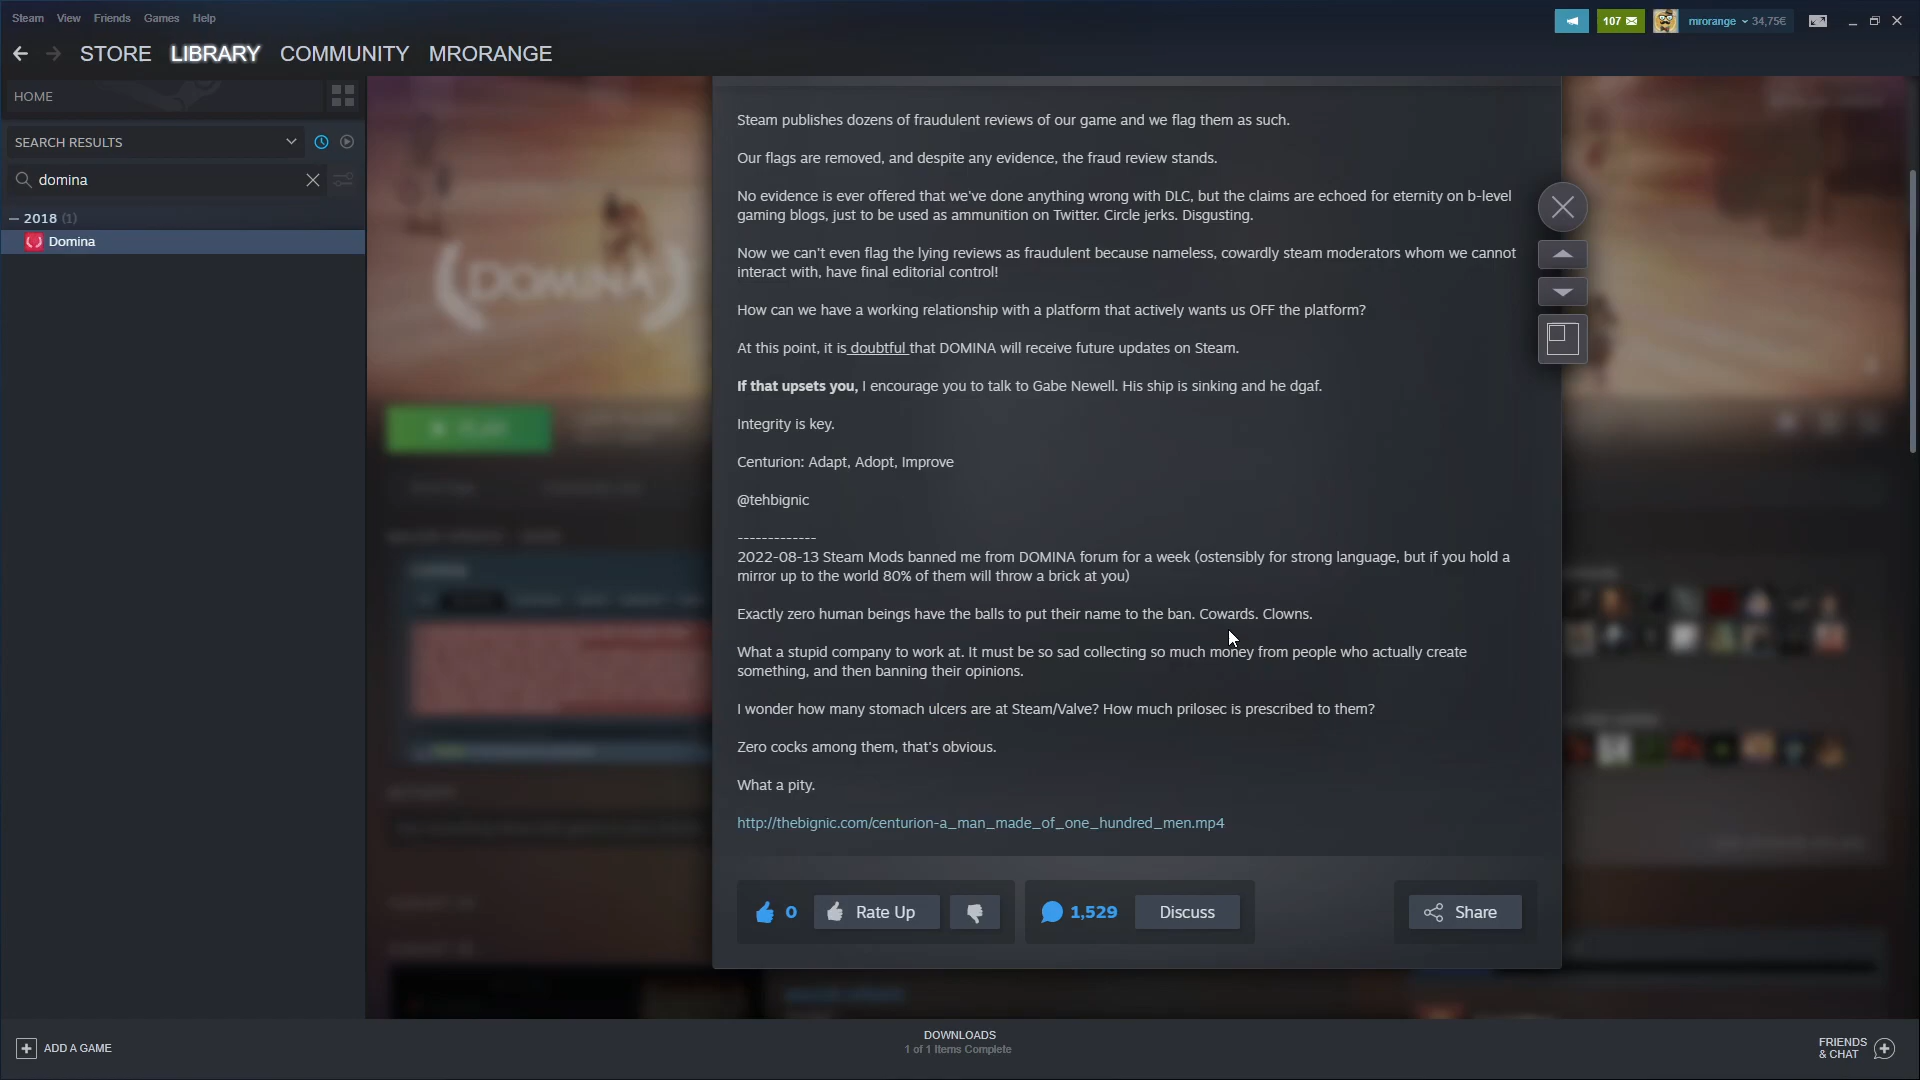 Steam View Friends Games Help
107
mrorange 34,75€
STORE LIBRARY COMMUNITY MRORANGE
HOME
SEARCH RESULTS
domina
2018 (1)
Domina
(DOMINA)
PLAY
Steam publishes dozens of fraudulent reviews of our game and we flag them as such.
Our flags are removed, and despite any evidence, the fraud review stands.
No evidence is ever offered that we've done anything wrong with DLC, but the claims are echoed for eternity on b-level
gaming blogs, just to be used as ammunition on Twitter. Circle jerks. Disgusting.
Now we can't even flag the lying reviews as fraudulent because nameless, cowardly steam moderators whom we cannot
interact with, have final editorial control!
How can we have a working relationship with a platform that actively wants us OFF the platform?
At this point, it is doubtful that DOMINA will receive future updates on Steam.
If that upsets you, I encourage you to talk to Gabe Newell. His ship is sinking and he dgaf.
Integrity is key.
Centurion: Adapt, Adopt, Improve
@tehbignic
-------------
2022-08-13 Steam Mods banned me from DOMINA forum for a week (ostensibly for strong language, but if you hold a
mirror up to the world 80% of them will throw a brick at you)
Exactly zero human beings have the balls to put their name to the ban. Cowards. Clowns.
What a stupid company to work at. It must be so sad collecting so much money from people who actually create
something, and then banning their opinions.
I wonder how many stomach ulcers are at Steam/Valve? How much prilosec is prescribed to them?
Zero cocks among them, that's obvious.
What a pity.
http://thebignic.com/centurion-a_man_made_of_one_hundred_men.mp4
0 Rate Up 1,529 Discuss Share
ADD A GAME
DOWNLOADS
1 of 1 Items Complete
FRIENDS
& CHAT